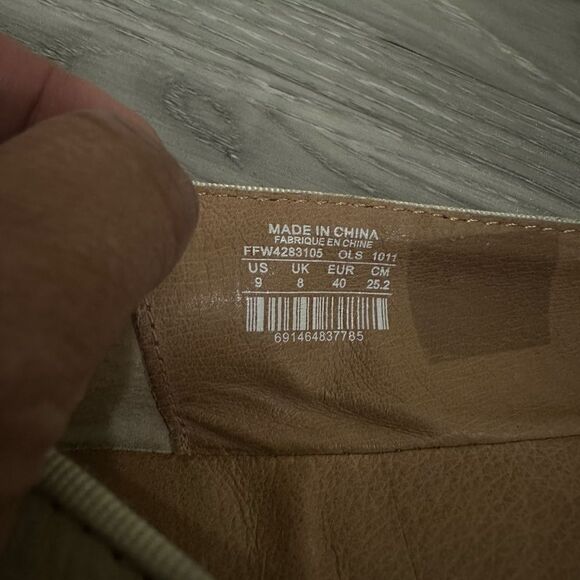 MADE IN CHINA
FABRIQUE EN CHINE
FFW4283105 OLS 1011
US UK EUR CM
9 8 40 25.2
691464837785